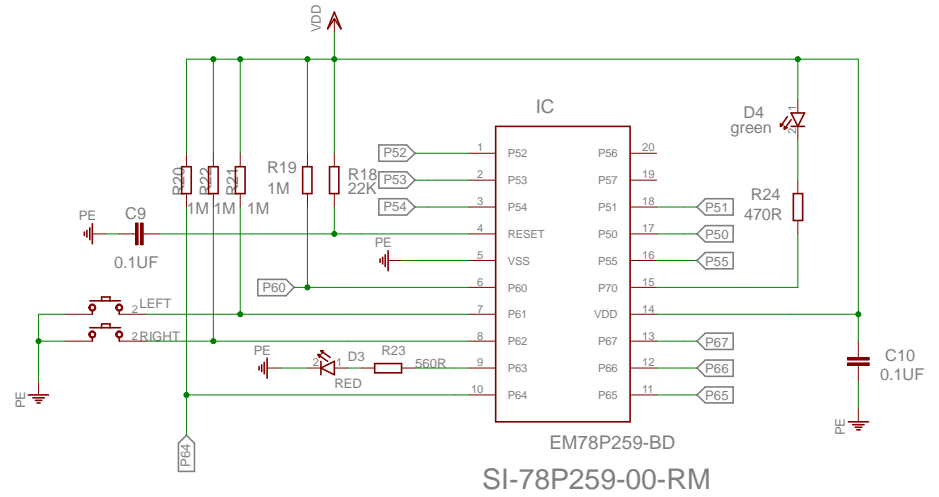 VDD
IC
D4
green
1
2
P52
1
P52
P56
20
P53
2
P53
P57
19
P54
3
P54
P51
18
P51
R20
1M
R22
1M
R21
1M
R19
1M
R18
22K
R24
470R
PE
C9
0.1UF
4
RESET
P50
17
P50
PE
5
VSS
P55
16
P55
P60
6
P60
P70
15
2
LEFT
7
P61
VDD
14
2
RIGHT
8
P62
P67
13
P67
PE
2
1
D3
RED
R23
560R
9
P63
P66
12
P66
10
P64
P65
11
P65
C10
0.1UF
PE
PE
P64
EM78P259-BD
SI-78P259-00-RM